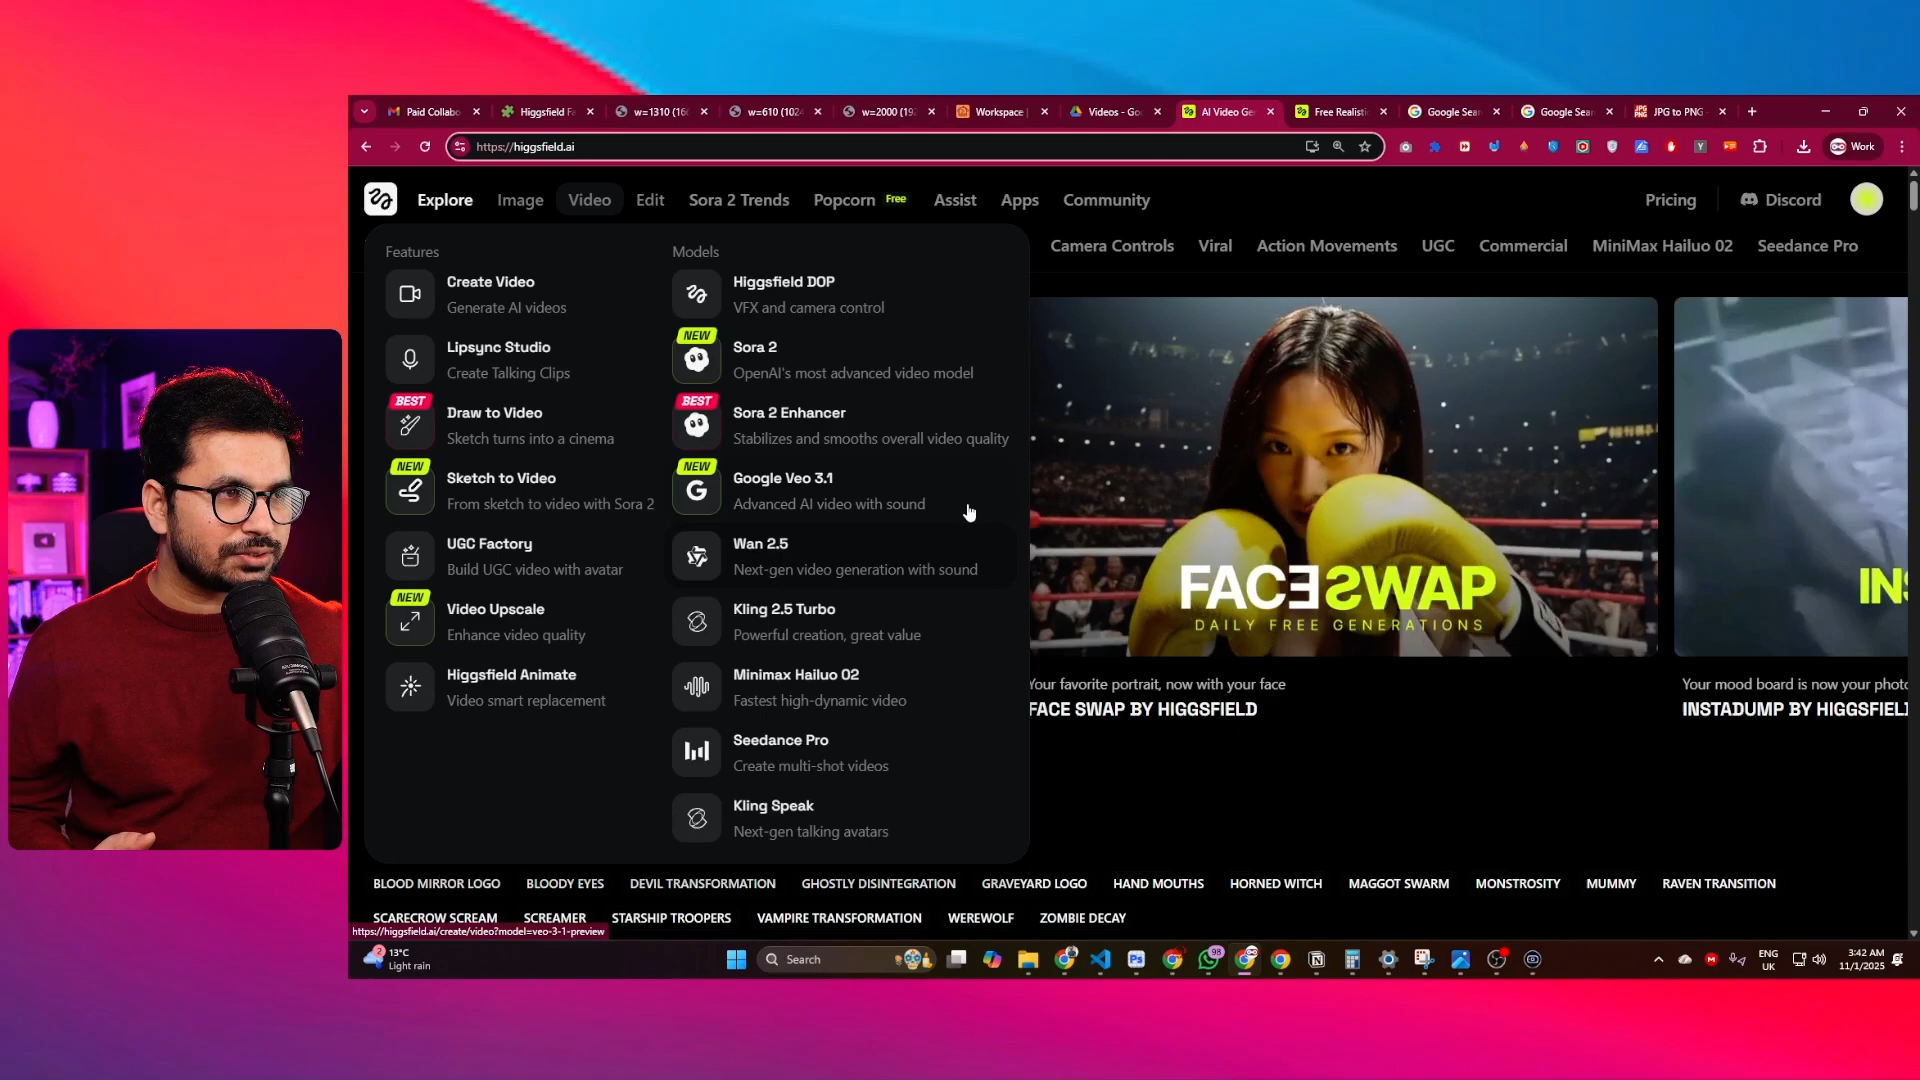 Paid Collabo
Higgsfield Fa
w=1310 (16
w=610 (1024
w=2000 (19
Workspace |
Videos - Go
AI Video Ge
Free Realisti
Google Sea
Google Sea
JPG to PNG
https://higgsfield.ai
Work
Explore
Image
Video
Edit
Sora 2 Trends
Popcorn Free
Assist
Apps
Community
Pricing
Discord
Camera Controls
Viral
Action Movements
UGC
Commercial
MiniMax Hailuo 02
Seedance Pro
Features
Create Video
Generate AI videos
Lipsync Studio
Create Talking Clips
BEST
Draw to Video
Sketch turns into a cinema
NEW
Sketch to Video
From sketch to video with Sora 2
UGC Factory
Build UGC video with avatar
NEW
Video Upscale
Enhance video quality
Higgsfield Animate
Video smart replacement
Models
Higgsfield DOP
VFX and camera control
NEW
Sora 2
OpenAI's most advanced video model
BEST
Sora 2 Enhancer
Stabilizes and smooths overall video quality
NEW
Google Veo 3.1
Advanced AI video with sound
Wan 2.5
Next-gen video generation with sound
Kling 2.5 Turbo
Powerful creation, great value
Minimax Hailuo 02
Fastest high-dynamic video
Seedance Pro
Create multi-shot videos
Kling Speak
Next-gen talking avatars
FACE SWAP
DAILY FREE GENERATIONS
Your favorite portrait, now with your face
FACE SWAP BY HIGGSFIELD
INS
Your mood board is now your photo
INSTADUMP BY HIGGSFIEL
BLOOD MIRROR LOGO
BLOODY EYES
DEVIL TRANSFORMATION
GHOSTLY DISINTEGRATION
GRAVEYARD LOGO
HAND MOUTHS
HORNED WITCH
MAGGOT SWARM
MONSTROSITY
MUMMY
RAVEN TRANSITION
SCARECROW SCREAM
SCREAMER
STARSHIP TROOPERS
VAMPIRE TRANSFORMATION
WEREWOLF
ZOMBIE DECAY
https://higgsfield.ai/create/video?model=veo-3-1-preview
2
13°C
Light rain
Search
Ps
98
ENG
UK
3:42 AM
11/1/2025